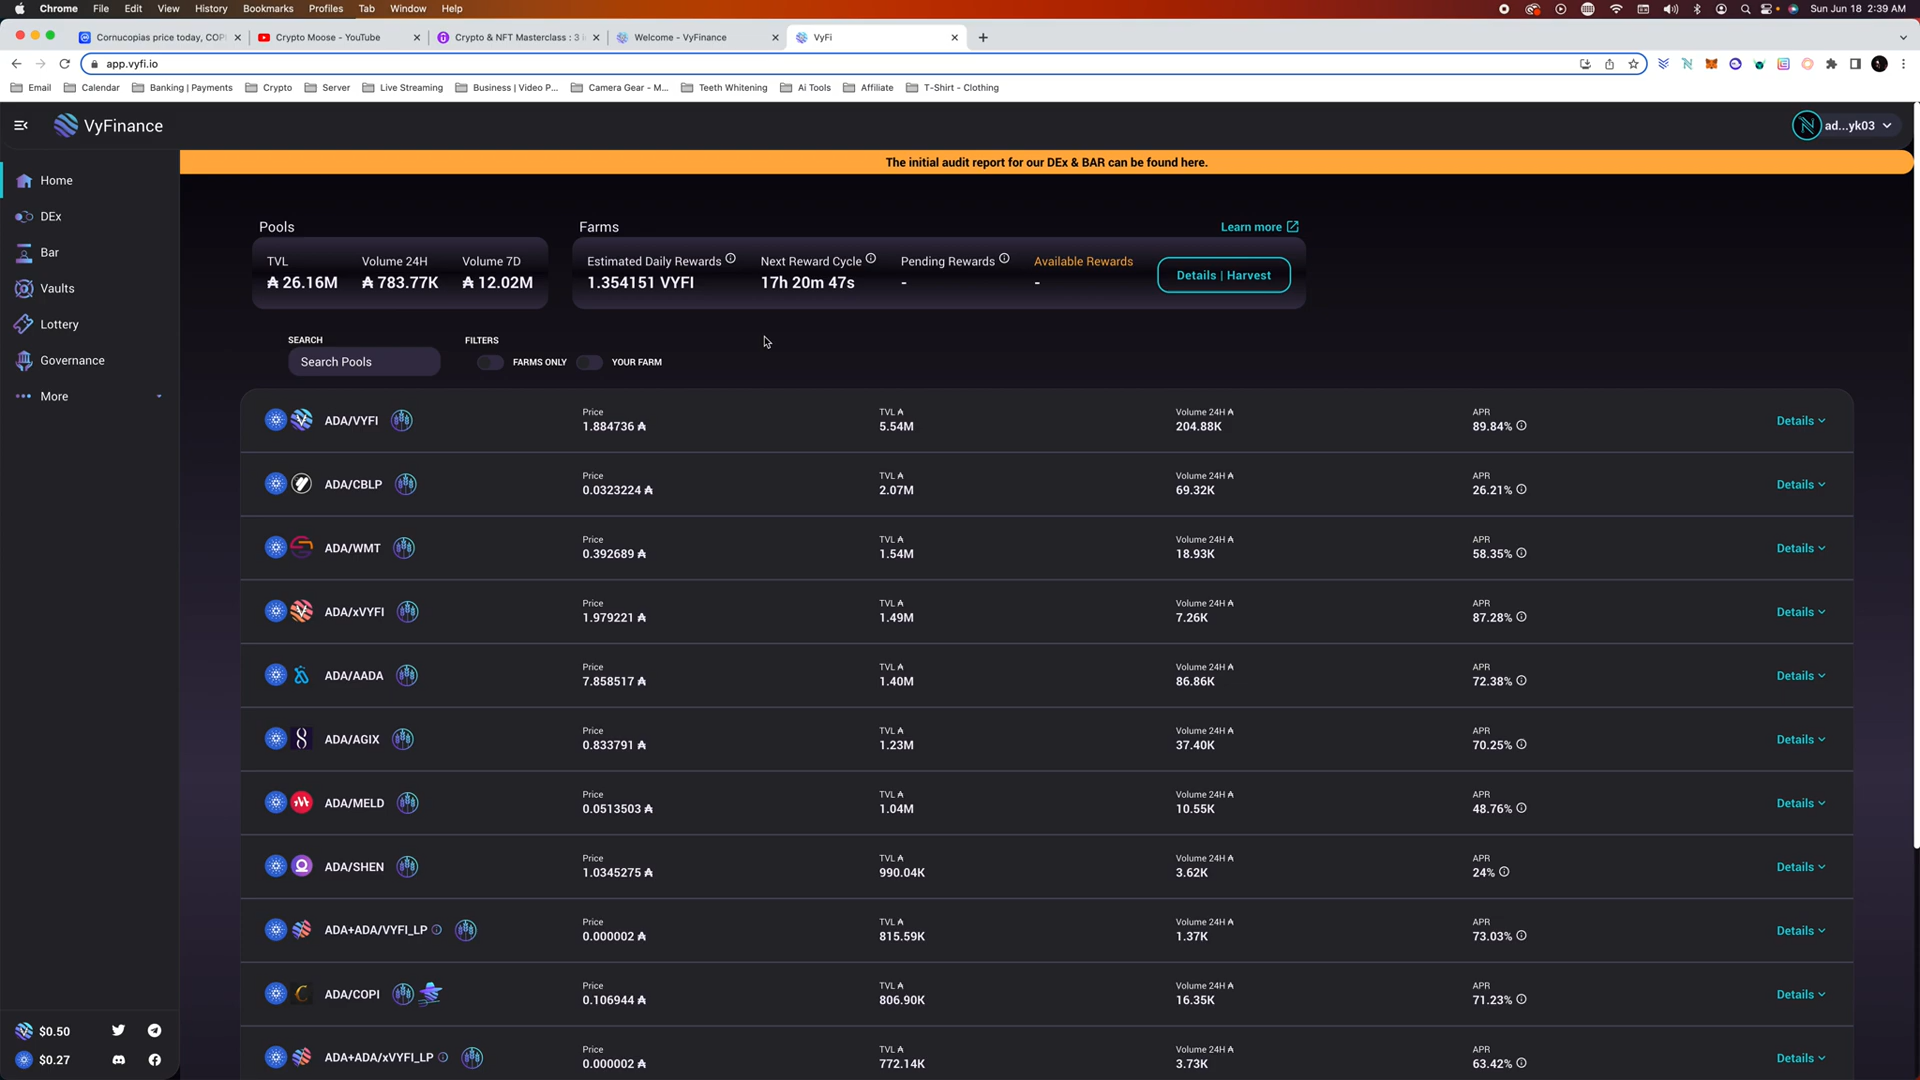 Chrome File Edit View History Bookmarks Profiles Tab Window Help Sun Jun 18 2:39 AM
Cornucopias price today, COPI Crypto Moose - YouTube Crypto & NFT Masterclass : 3 Welcome - VyFinance VyFi
app.vyfi.io
Email Calendar Banking | Payments Crypto Server Live Streaming Business | Video P... Camera Gear - M... Teeth Whitening Ai Tools Affiliate T-Shirt - Clothing
VyFinance ad...yk03
The initial audit report for our DEx & BAR can be found here.
Home
DEx
Bar
Vaults
Lottery
Governance
More
$0.50
$0.27
Pools Farms Learn more
TVL Volume 24H Volume 7D Estimated Daily Rewards Next Reward Cycle Pending Rewards Available Rewards
₳ 26.16M ₳ 783.77K ₳ 12.02M 1.354151 VYFI 17h 20m 47s - - Details | Harvest
SEARCH FILTERS
Search Pools FARMS ONLY YOUR FARM
Price TVL ₳ Volume 24H ₳ APR
ADA/VYFI 1.884736 ₳ 5.54M 204.88K 89.84% Details
Price TVL ₳ Volume 24H ₳ APR
ADA/CBLP 0.0323224 ₳ 2.07M 69.32K 26.21% Details
Price TVL ₳ Volume 24H ₳ APR
ADA/WMT 0.392689 ₳ 1.54M 18.93K 58.35% Details
Price TVL ₳ Volume 24H ₳ APR
ADA/xVYFI 1.979221 ₳ 1.49M 7.26K 87.28% Details
Price TVL ₳ Volume 24H ₳ APR
ADA/AADA 7.858517 ₳ 1.40M 86.86K 72.38% Details
Price TVL ₳ Volume 24H ₳ APR
ADA/AGIX 0.833791 ₳ 1.23M 37.40K 70.25% Details
Price TVL ₳ Volume 24H ₳ APR
ADA/MELD 0.0513503 ₳ 1.04M 10.55K 48.76% Details
Price TVL ₳ Volume 24H ₳ APR
ADA/SHEN 1.0345275 ₳ 990.04K 3.62K 24% Details
Price TVL ₳ Volume 24H ₳ APR
ADA+ADA/VYFI_LP 0.000002 ₳ 815.59K 1.37K 73.03% Details
Price TVL ₳ Volume 24H ₳ APR
ADA/COPI 0.106944 ₳ 806.90K 16.35K 71.23% Details
Price TVL ₳ Volume 24H ₳ APR
ADA+ADA/xVYFI_LP 0.000002 ₳ 772.14K 3.73K 63.42% Details